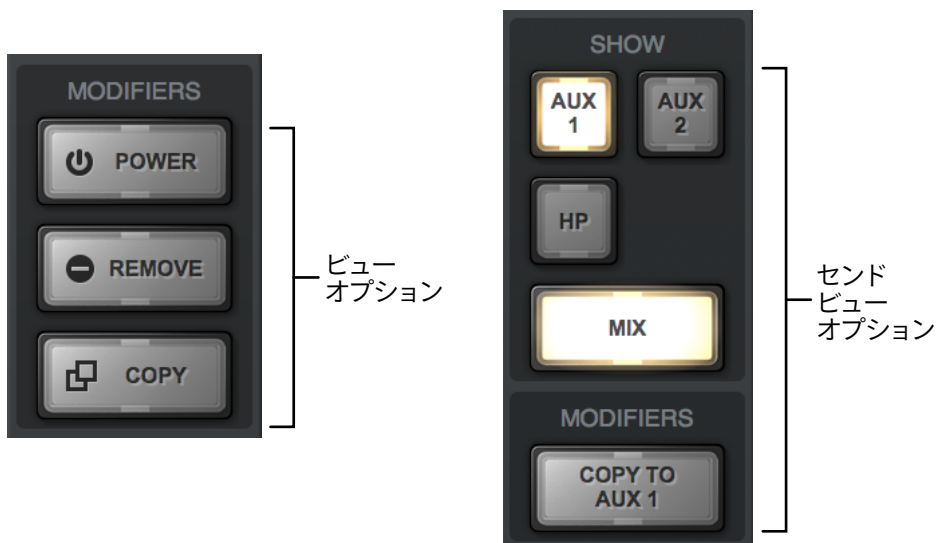 MODIFIERS
POWER
REMOVE
COPY
ビュー
オプション
SHOW
AUX
1
AUX
2
HP
MIX
MODIFIERS
COPY TO
AUX 1
センド
ビュー
オプション